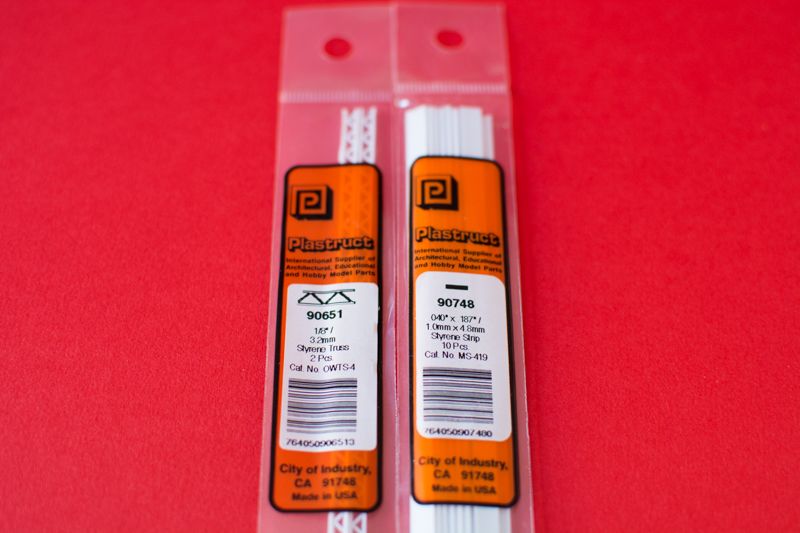 Plastruct
International Supplier of
Architectural, Educational
and Hobby Model Parts
90651
1/8" /
3.2mm
Styrene Truss
2 Pcs.
Cat. No. OWTS-4
764050906513
City of Industry,
CA 91748
Made in USA
Plastruct
International Supplier of
Architectural, Educational
and Hobby Model Parts
90748
.040" x .187" /
1.0mm x 4.8mm
Styrene Strip
10 Pcs.
Cat. No. MS-419
764050907480
City of Industry,
CA 91748
Made in USA